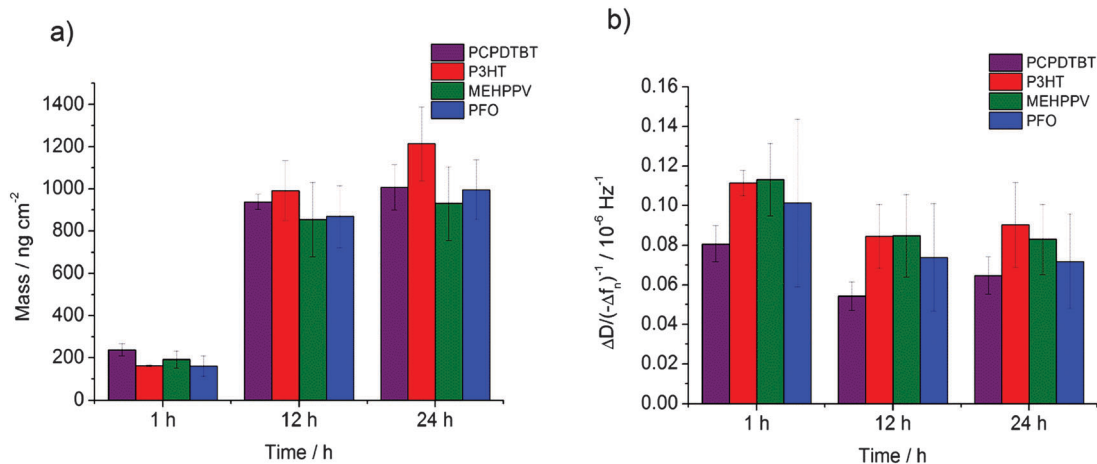 a)
PCPDTBT
P3HT
MEHPPV
PFO
1400
1200
1000
800
600
400
200
0
Mass / ng cm-2
1 h
12 h
24 h
Time / h
b)
PCPDTBT
P3HT
MEHPPV
PFO
0.16
0.14
0.12
0.10
0.08
0.06
0.04
0.02
0.00
ΔD/(-Δfn)-1 / 10-6 Hz-1
1 h
12 h
24 h
Time / h